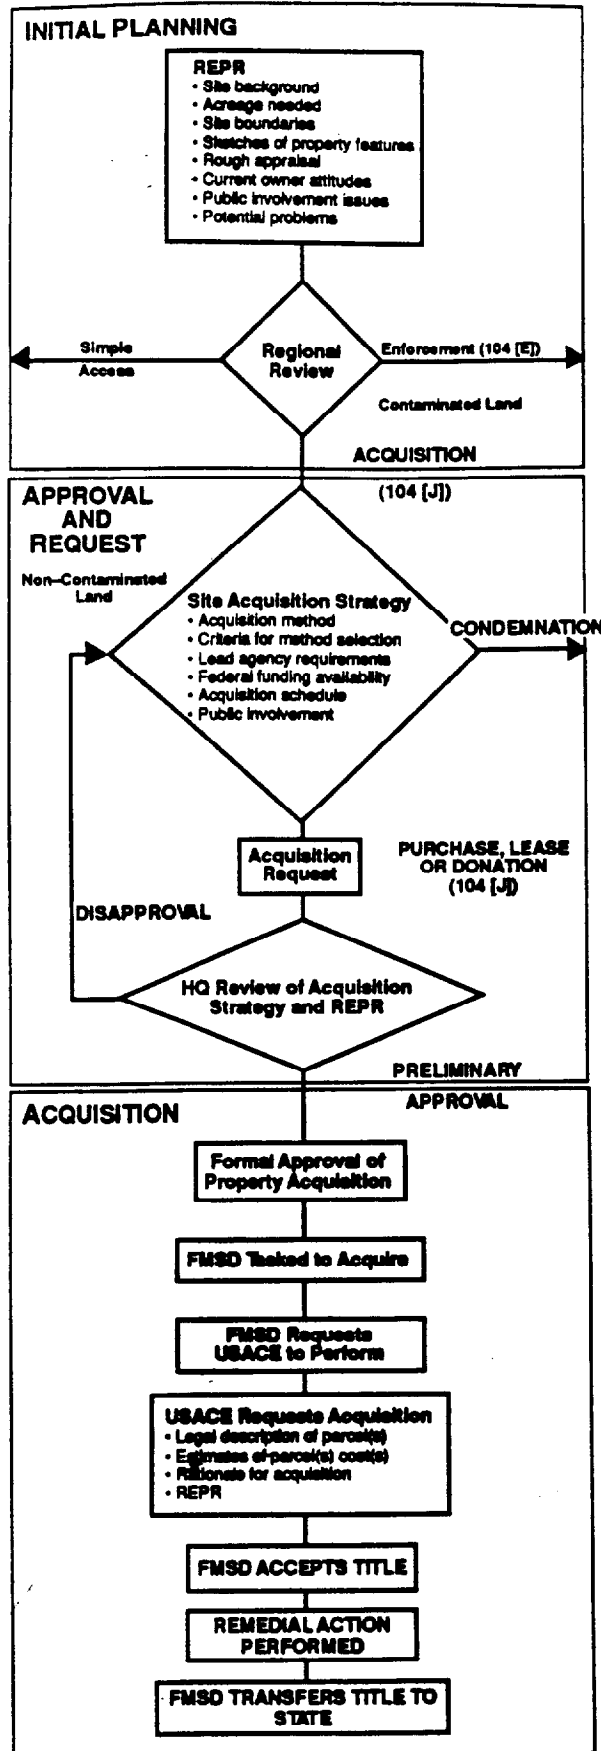 INITIAL PLANNING
REPR
• Site background
• Acreage needed
• Site boundaries
• Sketches of property features
• Rough appraisal
• Current owner attitudes
• Public involvement issues
• Potential problems
Simple
Access
Regional
Review
Enforcement (104 [E])
Contaminated Land
ACQUISITION
(104 [J])
APPROVAL
AND
REQUEST
Non-Contaminated
Land
Site Acquisition Strategy
• Acquisition method
• Criteria for method selection
• Lead agency requirements
• Federal funding availability
• Acquisition schedule
• Public involvement
CONDEMNATION
Acquisition
Request
PURCHASE, LEASE
OR DONATION
(104 [J])
DISAPPROVAL
HQ Review of Acquisition
Strategy and REPR
PRELIMINARY
APPROVAL
ACQUISITION
Formal Approval of
Property Acquisition
FMSD Tasked to Acquire
FMSD Requests
USACE to Perform
USACE Requests Acquisition
• Legal description of parcel(s)
• Estimates of parcel(s) cost(s)
• Rationale for acquisition
• REPR
FMSD ACCEPTS TITLE
REMEDIAL ACTION
PERFORMED
FMSD TRANSFERS TITLE TO
STATE